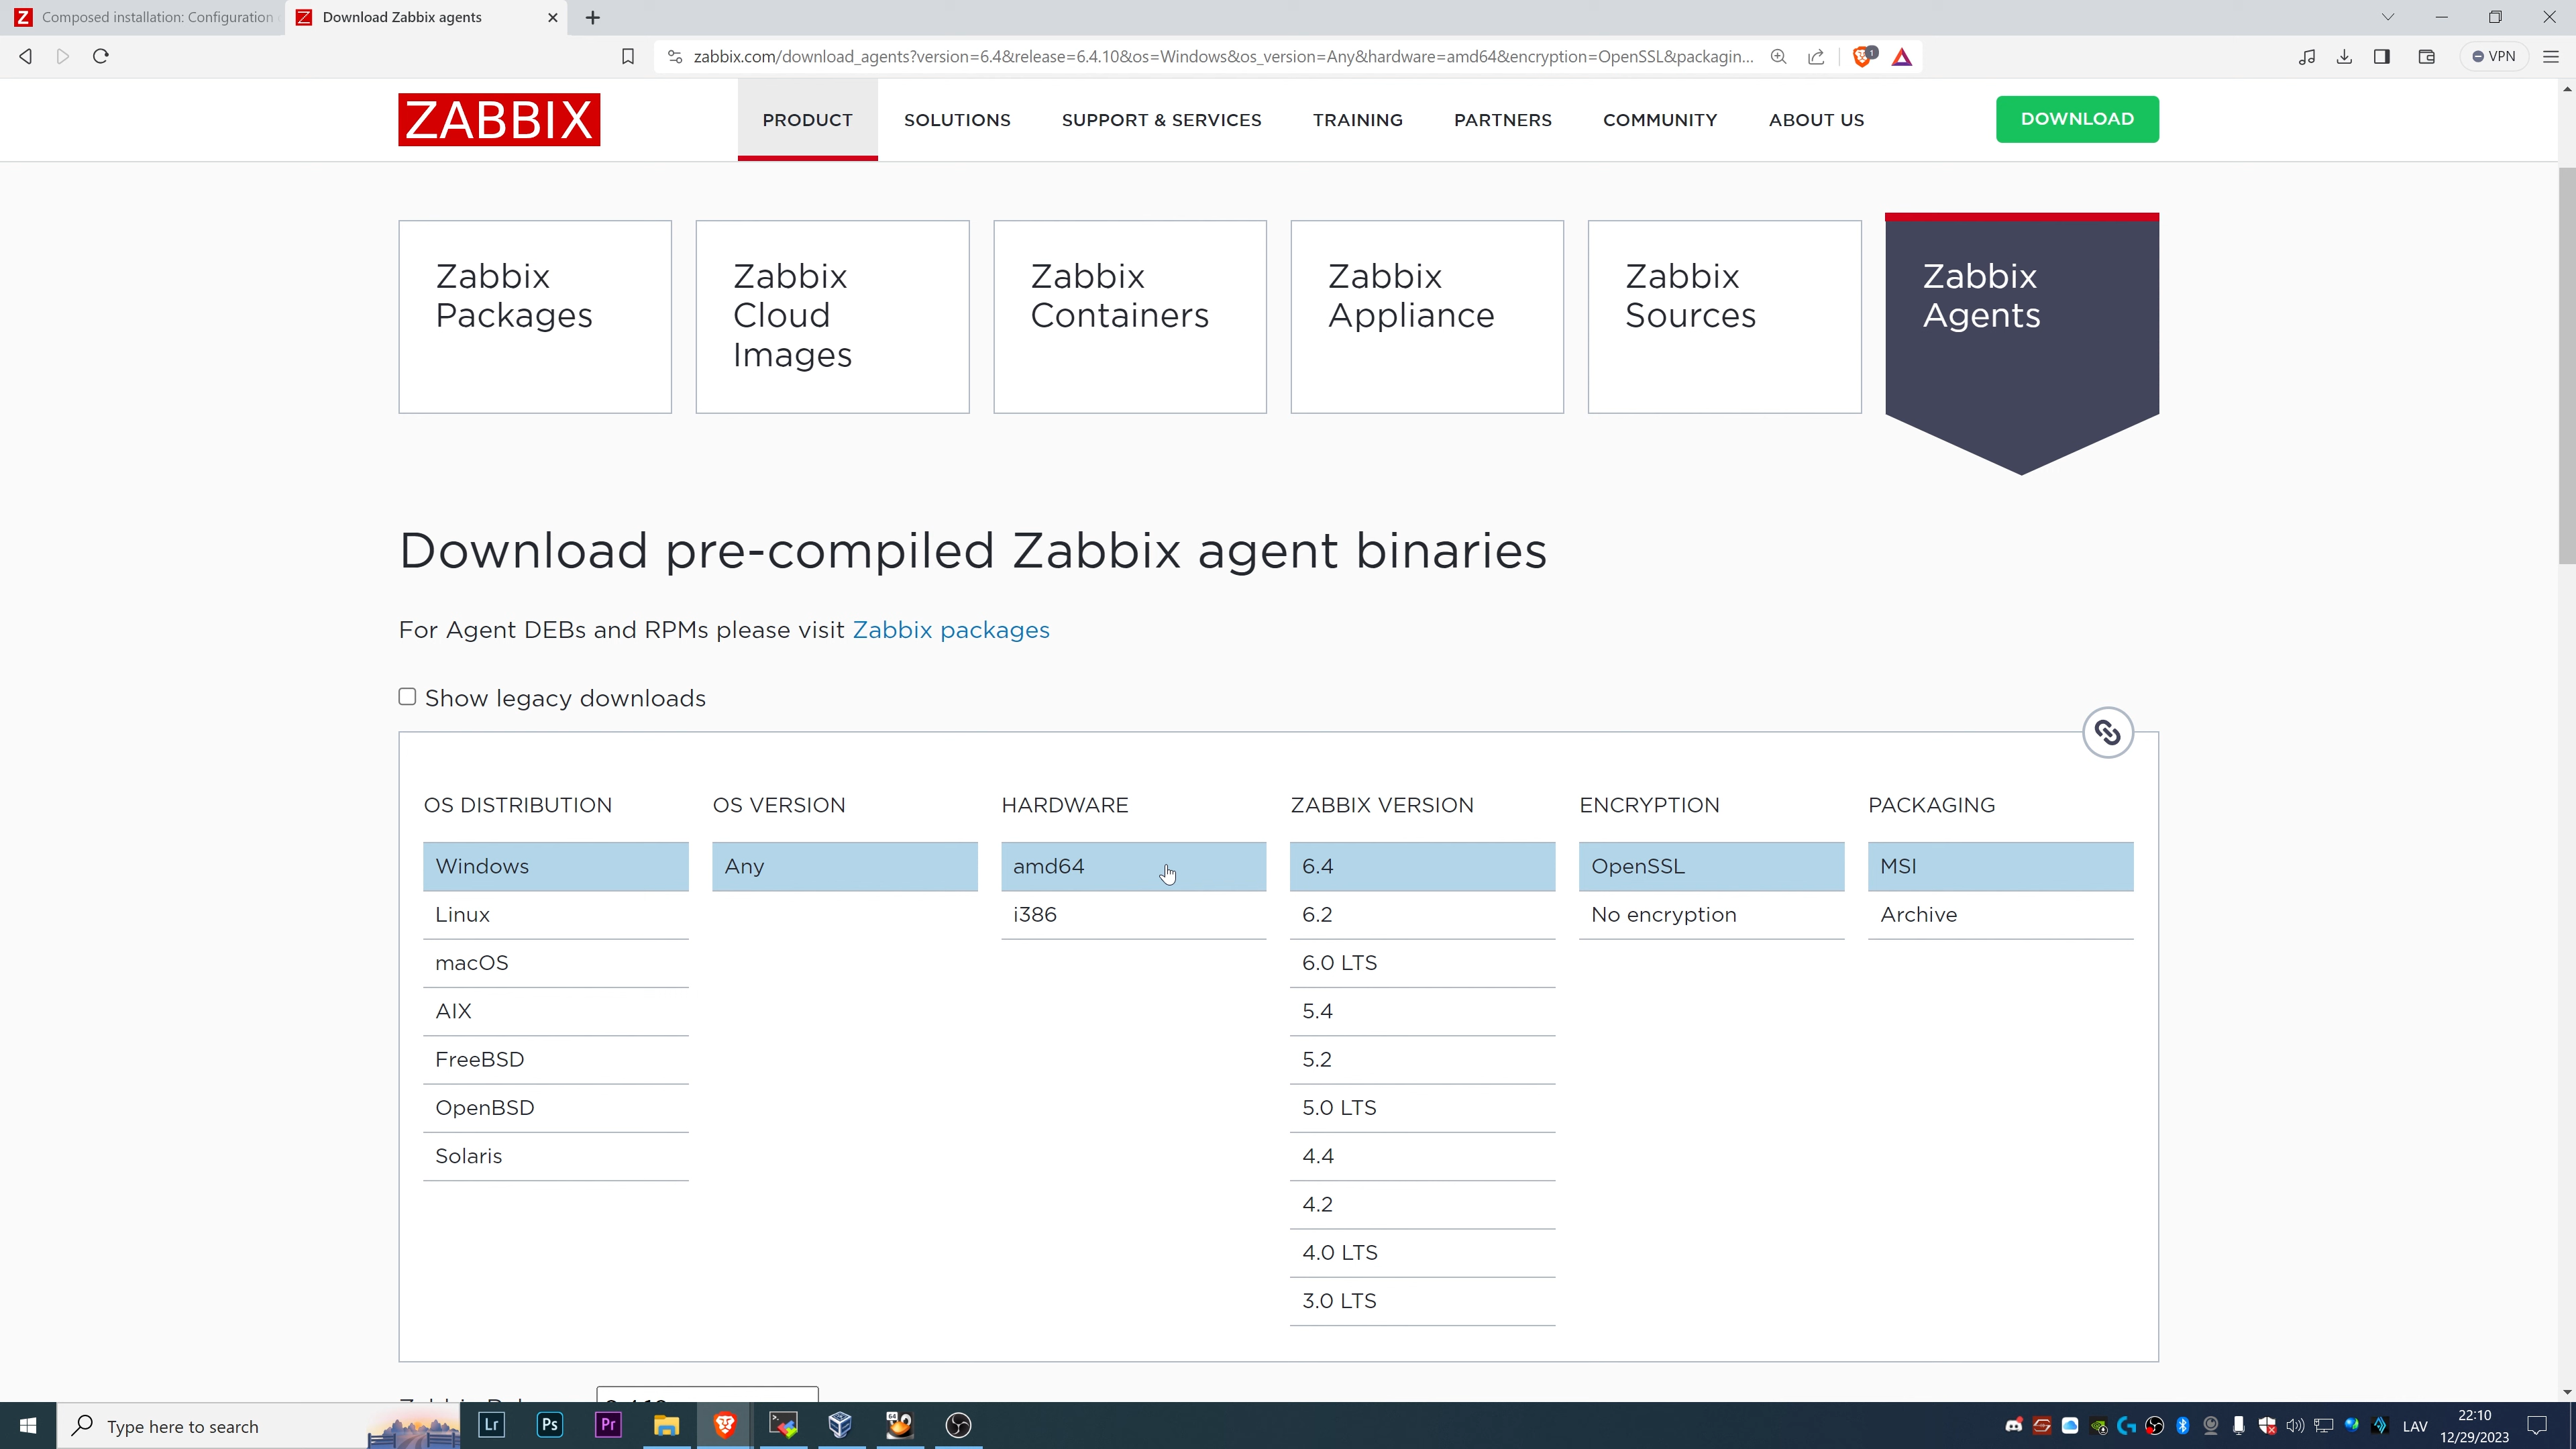 Composed installation: Configuration
Download Zabbix agents
zabbix.com/download_agents?version=6.4&release=6.4.10&os=Windows&os_version=Any&hardware=amd64&encryption=OpenSSL&packagin...
1
VPN
ZABBIX
PRODUCT
SOLUTIONS
SUPPORT & SERVICES
TRAINING
PARTNERS
COMMUNITY
ABOUT US
DOWNLOAD
Zabbix
Packages
Zabbix
Cloud
Images
Zabbix
Containers
Zabbix
Appliance
Zabbix
Sources
Zabbix
Agents
Download pre-compiled Zabbix agent binaries
For Agent DEBs and RPMs please visit Zabbix packages
Show legacy downloads
OS DISTRIBUTION
Windows
Linux
macOS
AIX
FreeBSD
OpenBSD
Solaris
OS VERSION
Any
HARDWARE
amd64
i386
ZABBIX VERSION
6.4
6.2
6.0 LTS
5.4
5.2
5.0 LTS
4.4
4.2
4.0 LTS
3.0 LTS
ENCRYPTION
OpenSSL
No encryption
PACKAGING
MSI
Archive
Type here to search
Lr
Ps
Pr
LAV
22:10
12/29/2023